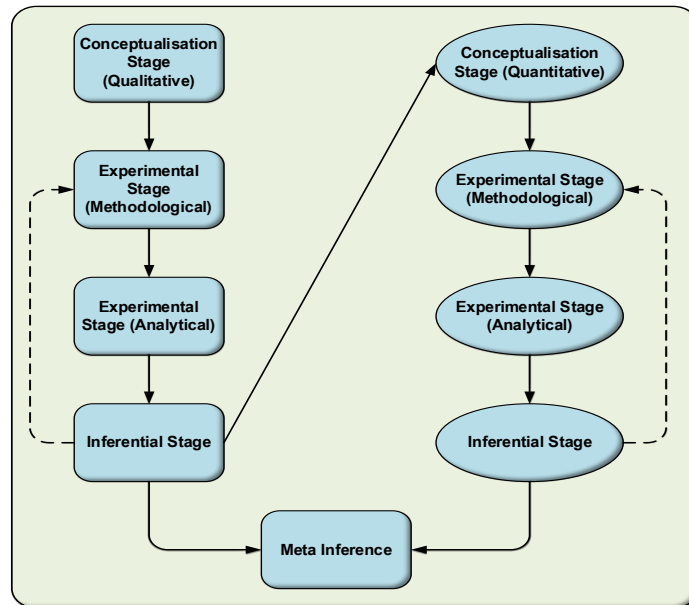 Conceptualisation
Stage
(Qualitative)
Experimental
Stage
(Methodological)
Experimental
Stage (Analytical)
Inferential Stage
Conceptualisation
Stage (Quantitative)
Experimental Stage
(Methodological)
Experimental Stage
(Analytical)
Inferential Stage
Meta Inference